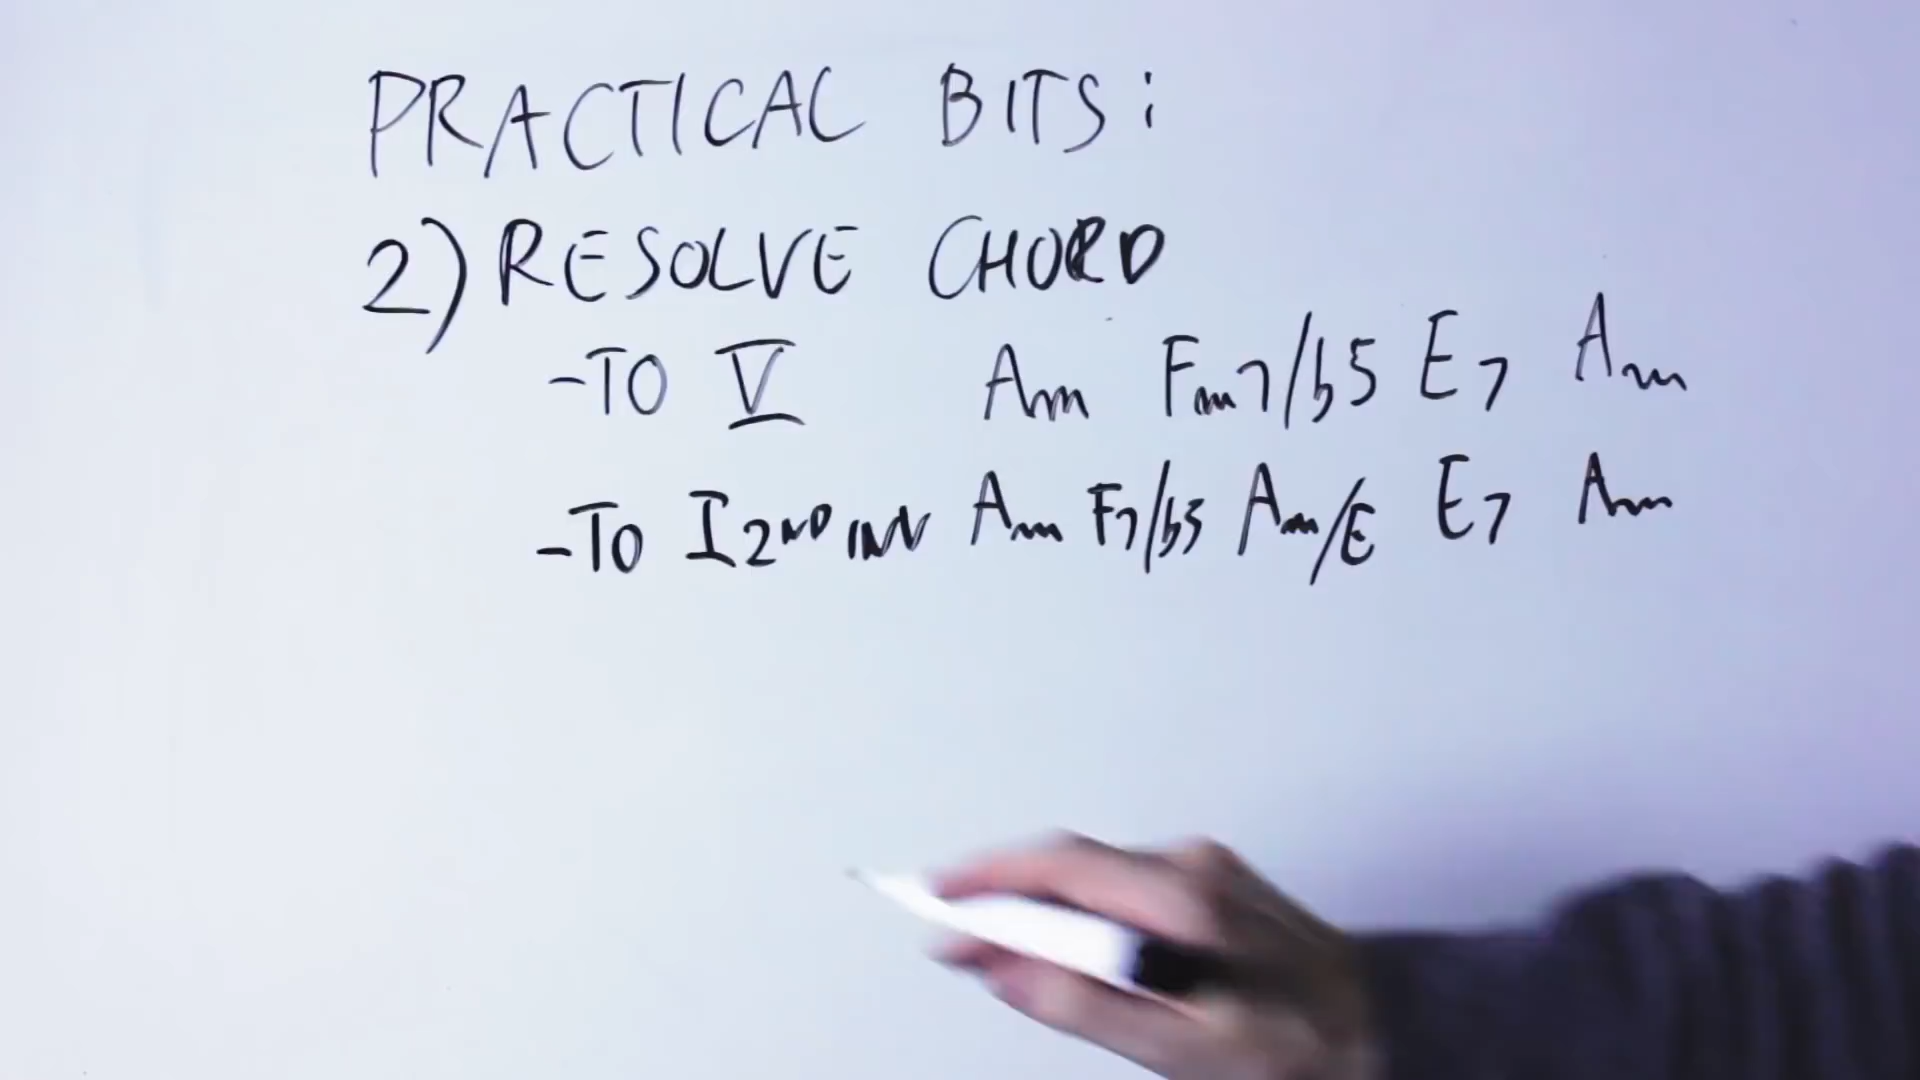 PRACTICAL BITS:
2) RESOLVE CHORD
-TO V Am Fm7/b5 E7 Am
-TO I 2ND INV Am F7/b5 Am/E E7 Am